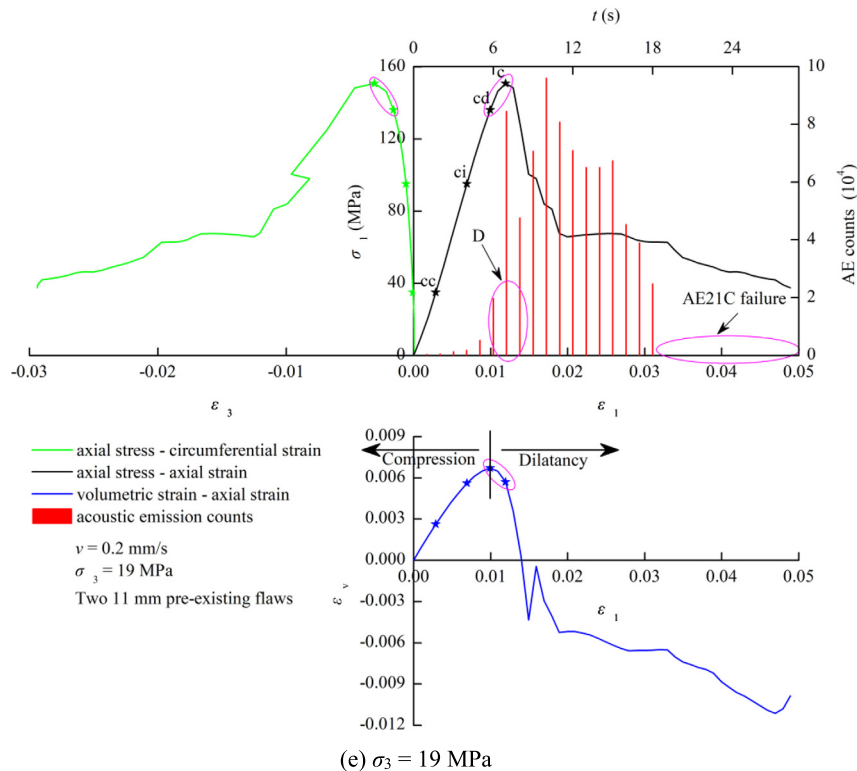 t (s)
0 6 12 18 24
160
120
80
40
0
σ 1 (MPa)
10
8
6
4
2
0
AE counts (10⁴)
c
cd
ci
cc
D
AE21C failure
-0.03 -0.02 -0.01 0.00 0.01 0.02 0.03 0.04 0.05
ε 3
ε 1
axial stress - circumferential strain
axial stress - axial strain
volumetric strain - axial strain
acoustic emission counts
v = 0.2 mm/s
σ 3 = 19 MPa
Two 11 mm pre-existing flaws
0.009
0.006
0.003
0.000
-0.003
-0.006
-0.009
-0.012
ε v
Compression Dilatancy
0.00 0.01 0.02 0.03 0.04 0.05
ε 1
(e) σ3 = 19 MPa